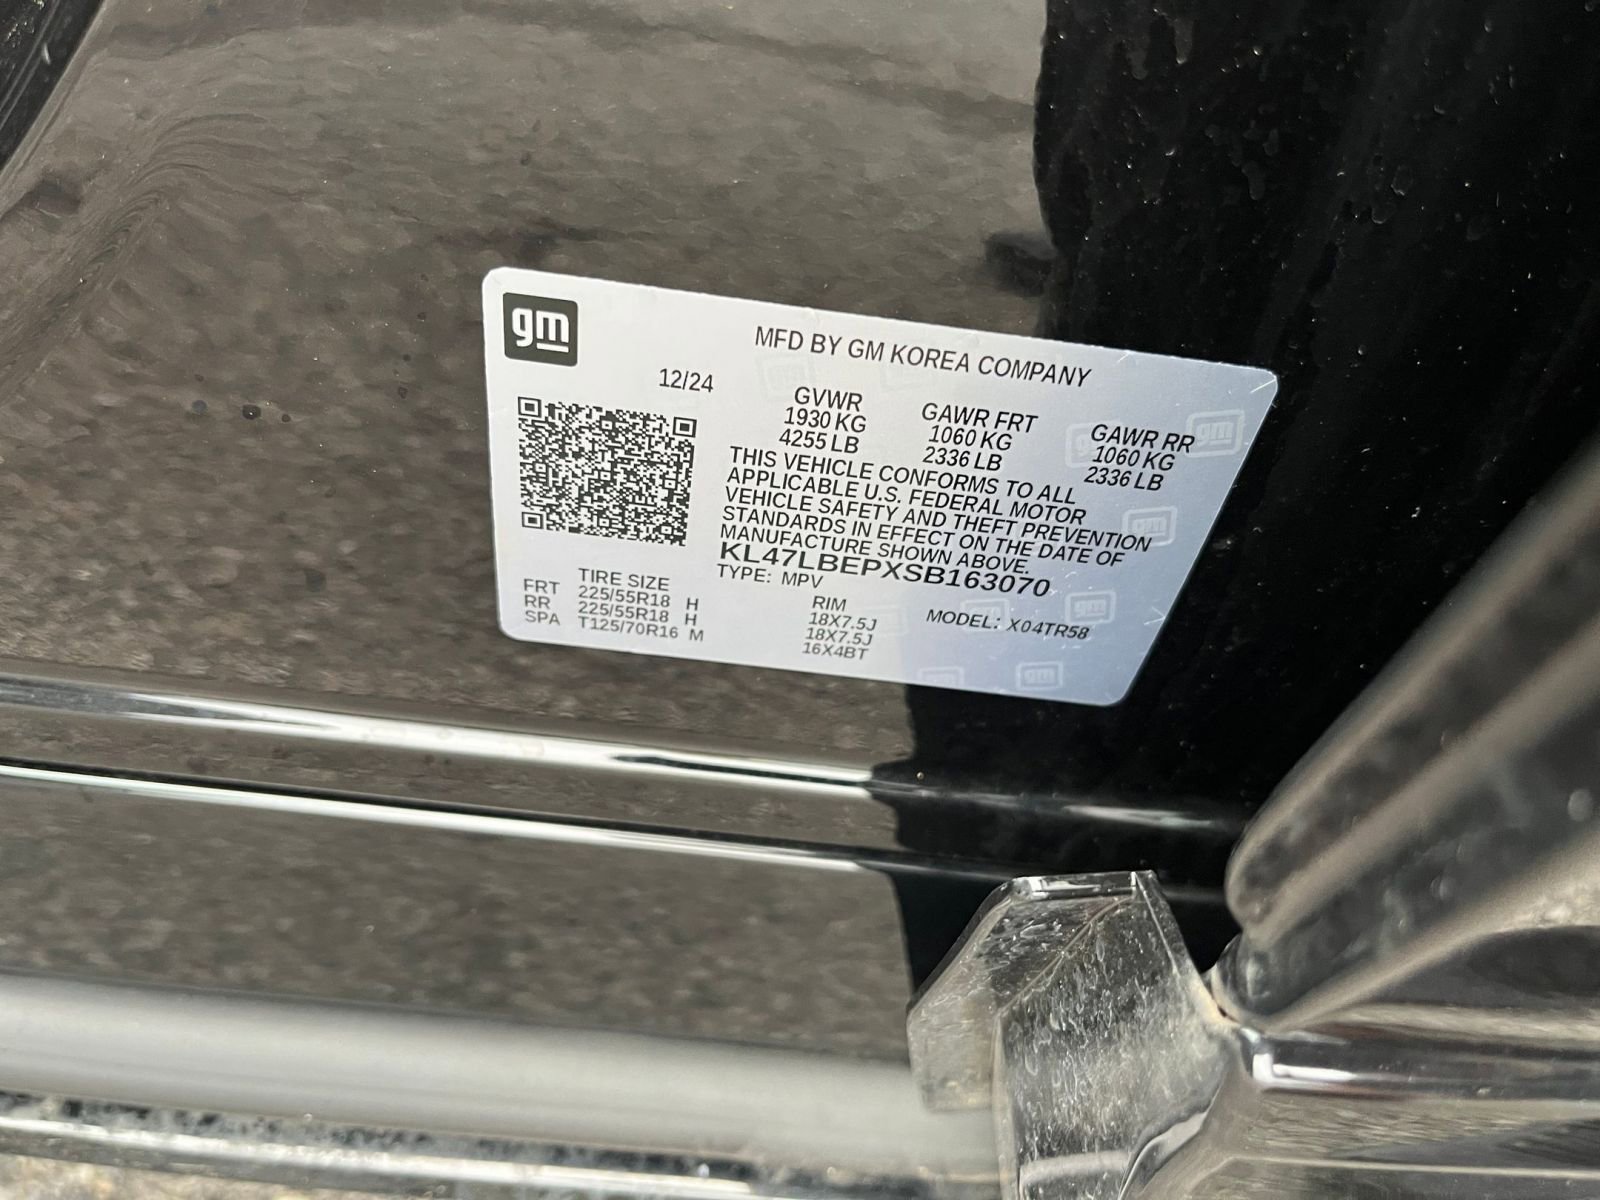 gm
MFD BY GM KOREA COMPANY
12/24
GVWR GAWR FRT GAWR RR
1930 KG 1060 KG 1060 KG
4255 LB 2336 LB 2336 LB
THIS VEHICLE CONFORMS TO ALL
APPLICABLE U.S. FEDERAL MOTOR
VEHICLE SAFETY AND THEFT PREVENTION
STANDARDS IN EFFECT ON THE DATE OF
MANUFACTURE SHOWN ABOVE.
KL47LBEPXSB163070
TYPE: MPV
TIRE SIZE RIM MODEL: X04TR58
FRT 225/55R18 H 18X7.5J
RR 225/55R18 H 18X7.5J
SPA T125/70R16 M 16X4BT